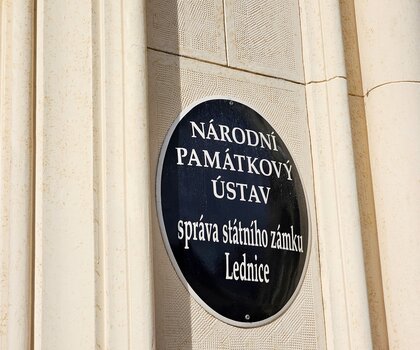 NÁRODNÍ
PAMÁTKOVÝ
ÚSTAV
správa státního zámku
Lednice